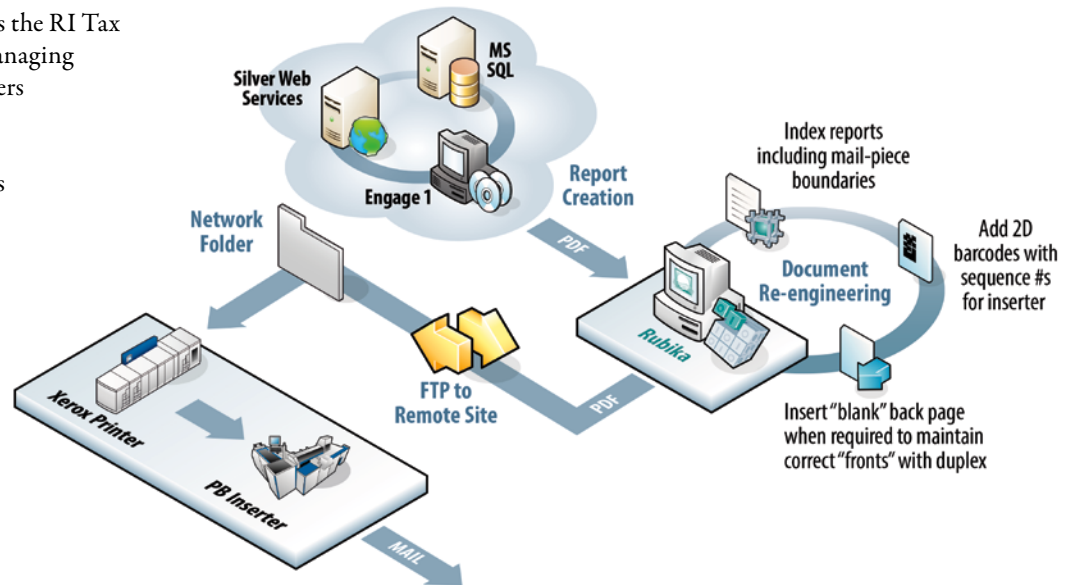 s the RI Tax
anaging
ers
s
MS
SQL
Silver Web
Services
Engage 1
Report
Creation
PDF
Network
Folder
Index reports
including mail-piece
boundaries
Add 2D
barcodes with
sequence #s
for inserter
Document
Re-engineering
Rubika
Insert “blank” back page
when required to maintain
correct “fronts” with duplex
PDF
FTP to
Remote Site
Xerox Printer
PB Inserter
MAIL